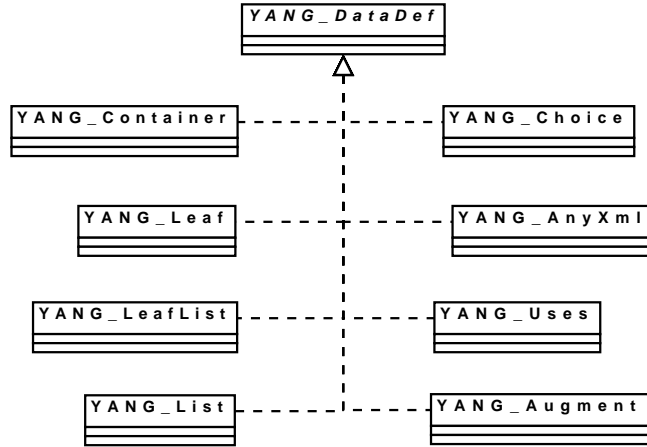 YANG_DataDef
YANG_Container
YANG_Choice
YANG_Leaf
YANG_AnyXml
YANG_LeafList
YANG_Uses
YANG_List
YANG_Augment